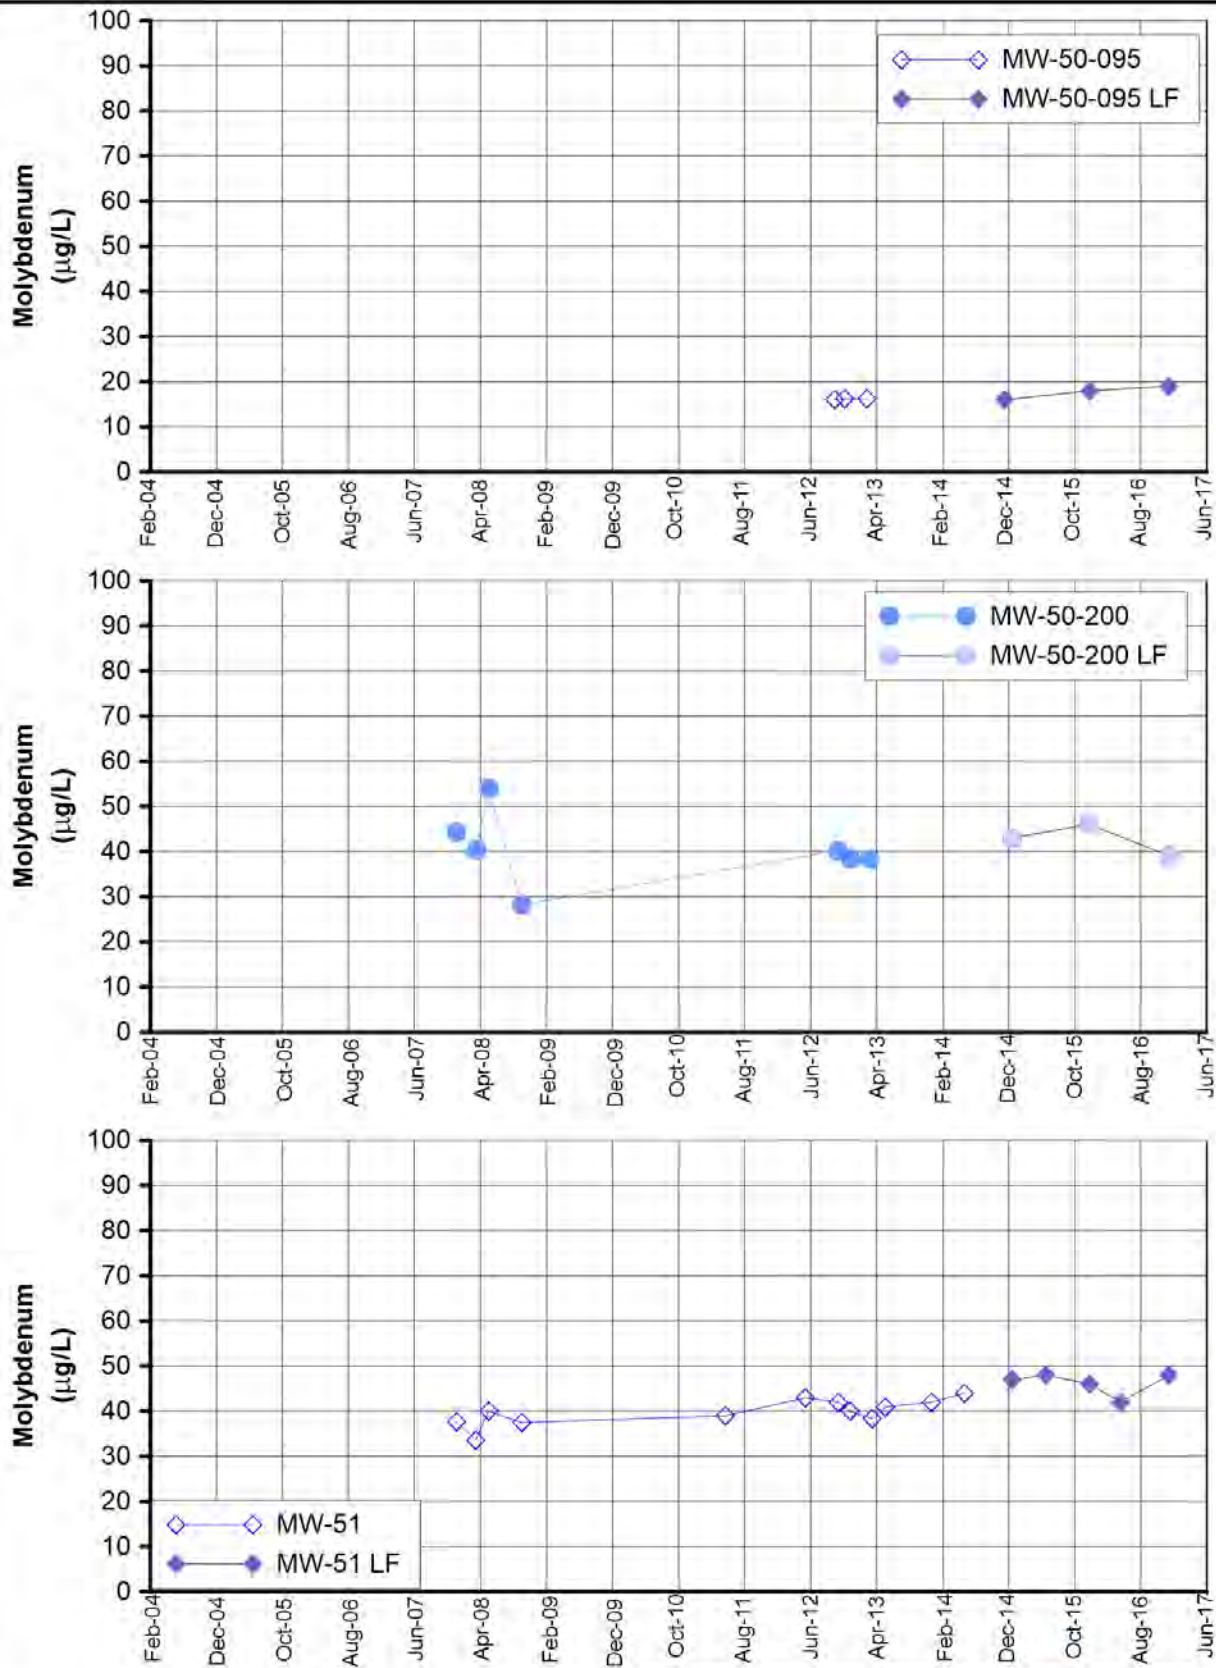 Molybdenum
(µg/L)
100
90
80
70
60
50
40
30
20
10
0
MW-50-095
MW-50-095 LF
Feb-04 Dec-04 Oct-05 Aug-06 Jun-07 Apr-08 Feb-09 Dec-09 Oct-10 Aug-11 Jun-12 Apr-13 Feb-14 Dec-14 Oct-15 Aug-16 Jun-17
Molybdenum
(µg/L)
100
90
80
70
60
50
40
30
20
10
0
MW-50-200
MW-50-200 LF
Feb-04 Dec-04 Oct-05 Aug-06 Jun-07 Apr-08 Feb-09 Dec-09 Oct-10 Aug-11 Jun-12 Apr-13 Feb-14 Dec-14 Oct-15 Aug-16 Jun-17
Molybdenum
(µg/L)
100
90
80
70
60
50
40
30
20
10
0
MW-51
MW-51 LF
Feb-04 Dec-04 Oct-05 Aug-06 Jun-07 Apr-08 Feb-09 Dec-09 Oct-10 Aug-11 Jun-12 Apr-13 Feb-14 Dec-14 Oct-15 Aug-16 Jun-17